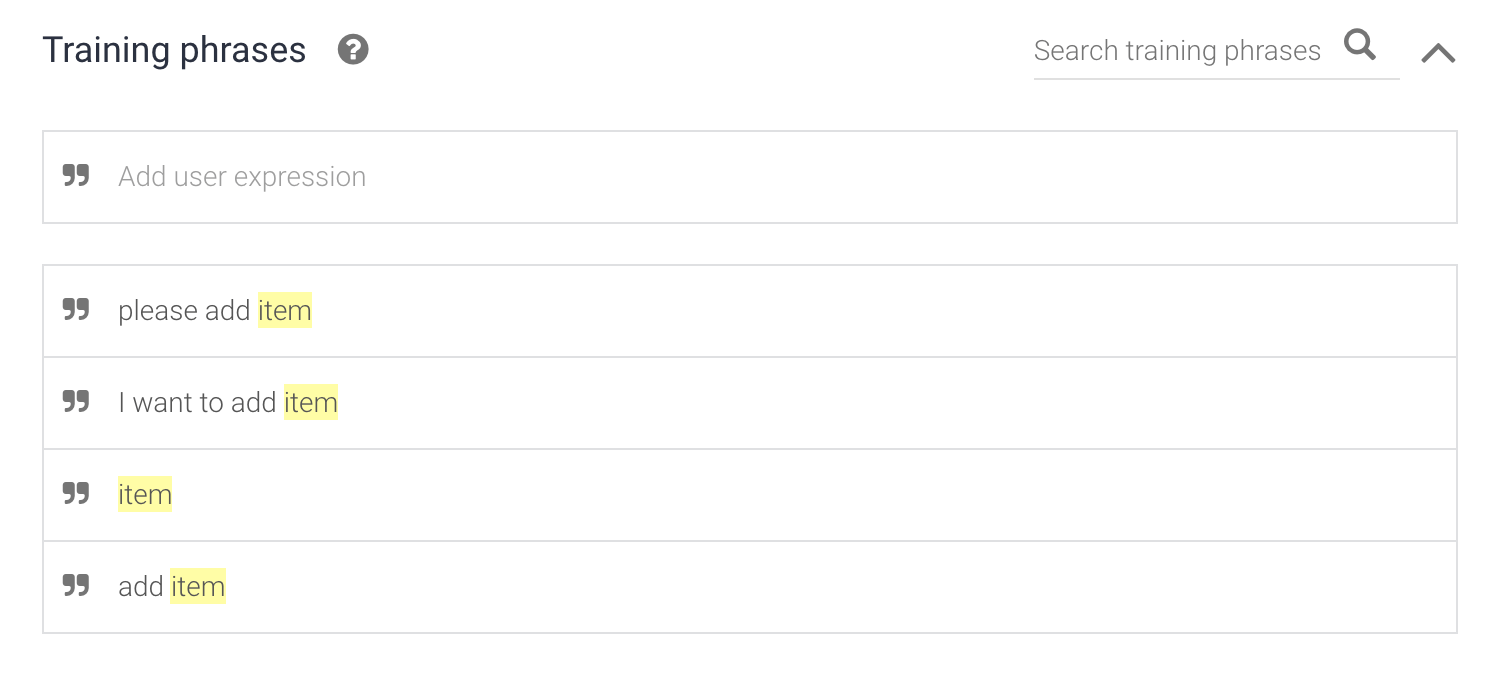 Training phrases
Search training phrases
Add user expression
please add item
I want to add item
item
add item